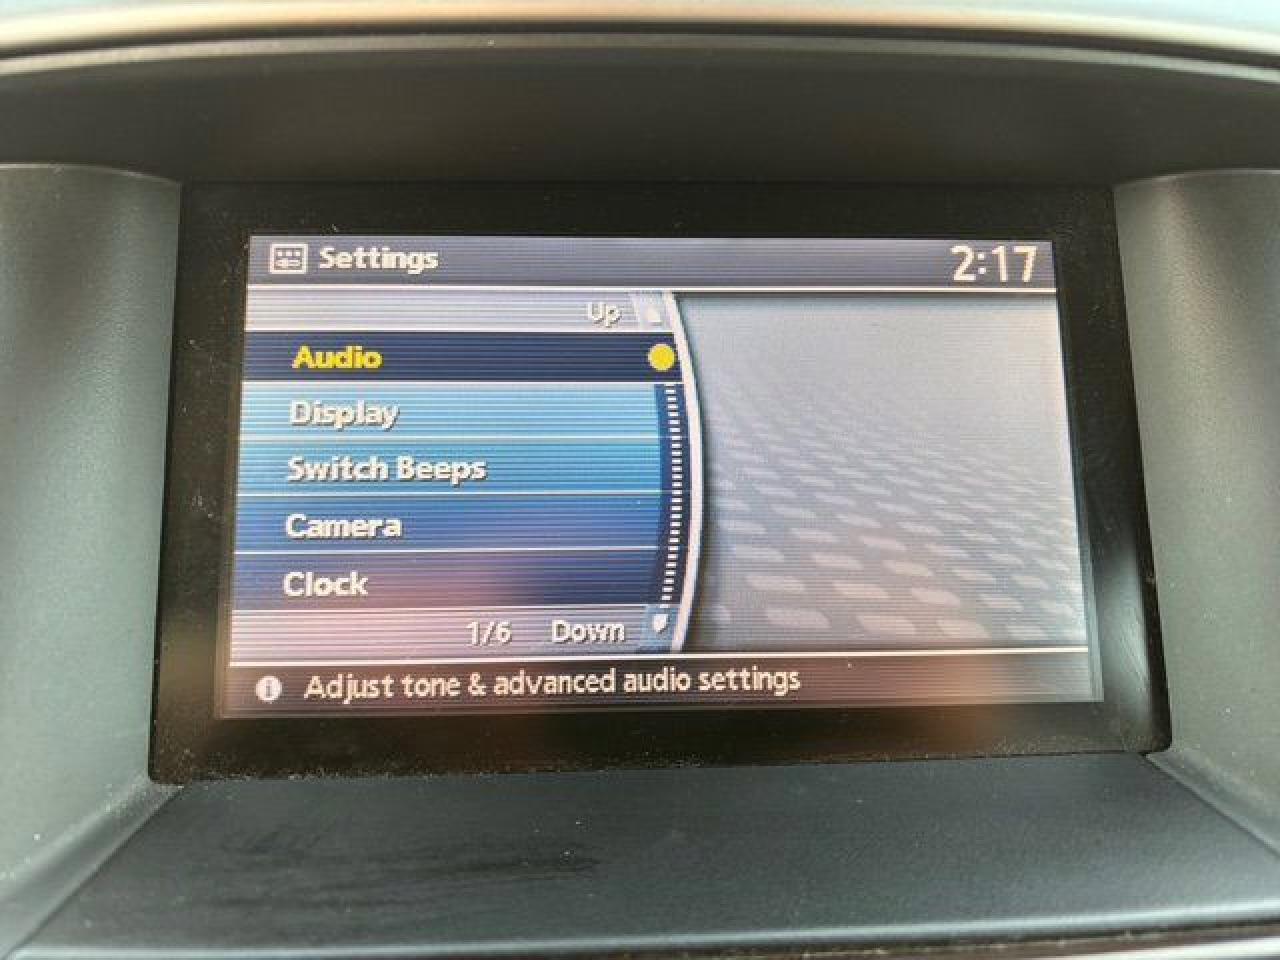 Settings 2:17
Up
Audio
Display
Switch Beeps
Camera
Clock
1/6 Down
Adjust tone & advanced audio settings